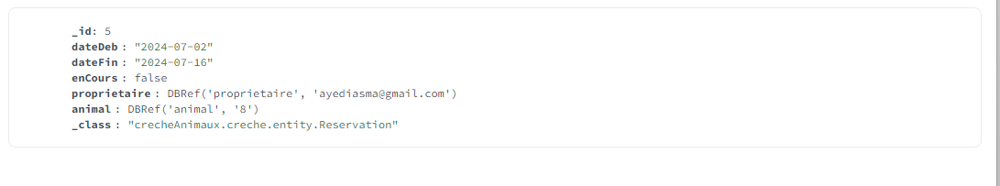 _id: 5
dateDeb : "2024-07-02"
dateFin : "2024-07-16"
enCours : false
proprietaire : DBRef('proprietaire', 'ayediasma@gmail.com')
animal : DBRef('animal', '8')
_class : "crecheAnimaux.creche.entity.Reservation"